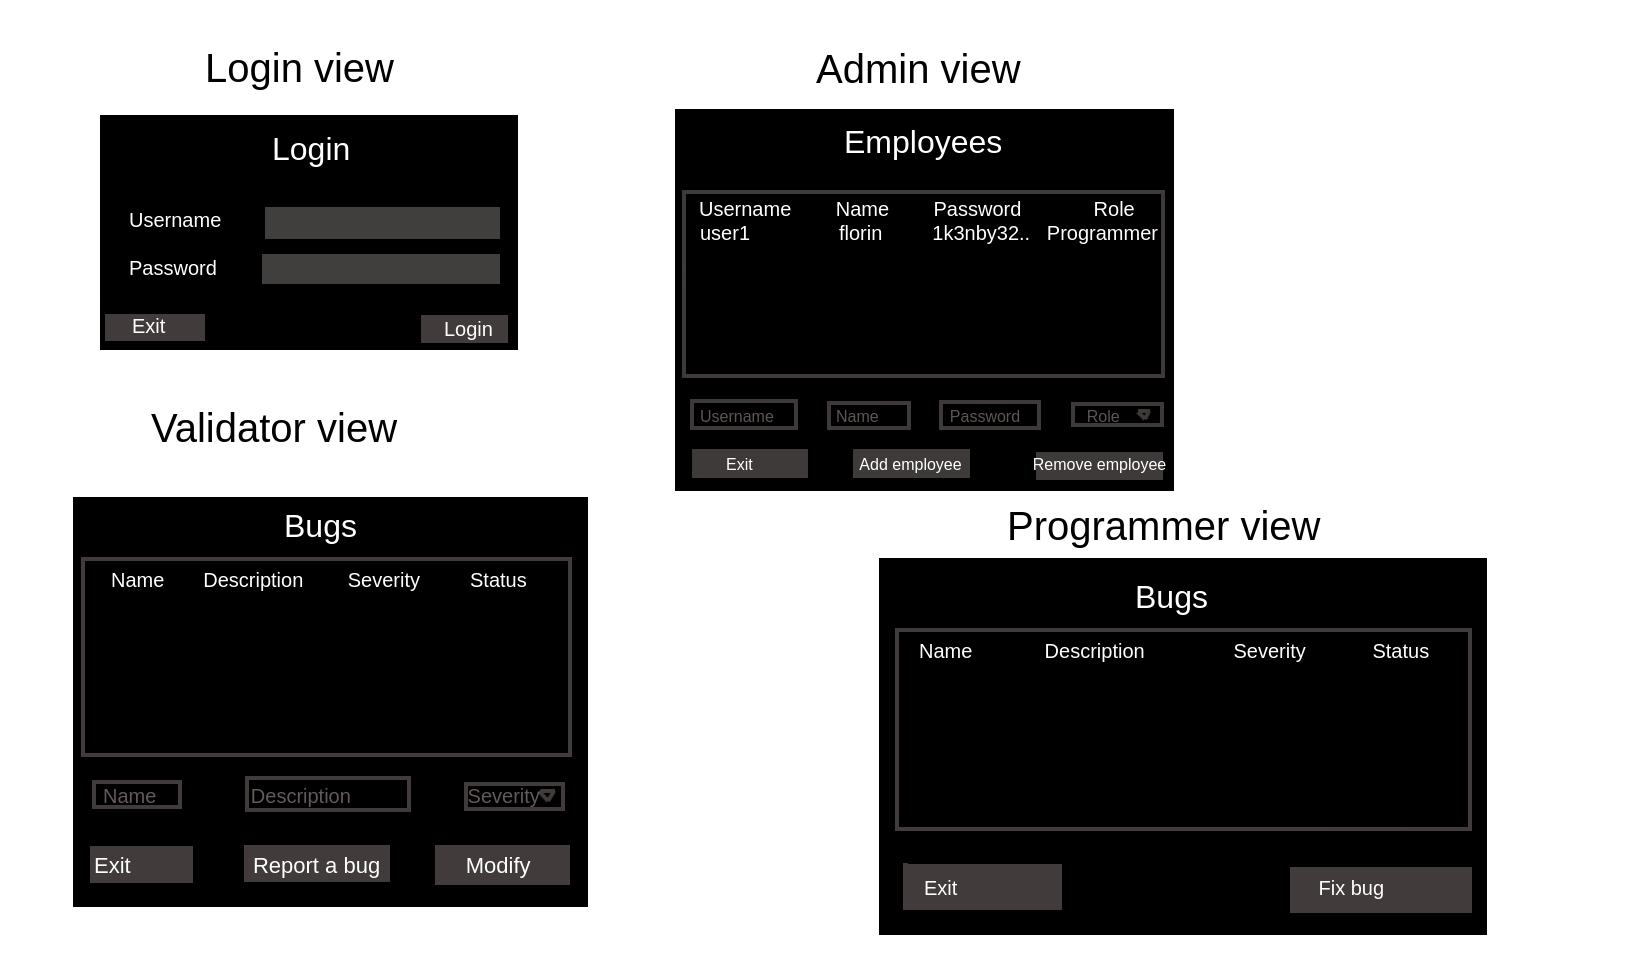 Login view
Login
Username
Password
Exit
Login
Admin view
Employees
Username Name Password Role
user1 florin 1k3nby32.. Programmer
Username Name Password Role
Exit Add employee Remove employee
Validator view
Bugs
Name Description Severity Status
Name Description Severity
Exit Report a bug Modify
Programmer view
Bugs
Name Description Severity Status
Exit Fix bug